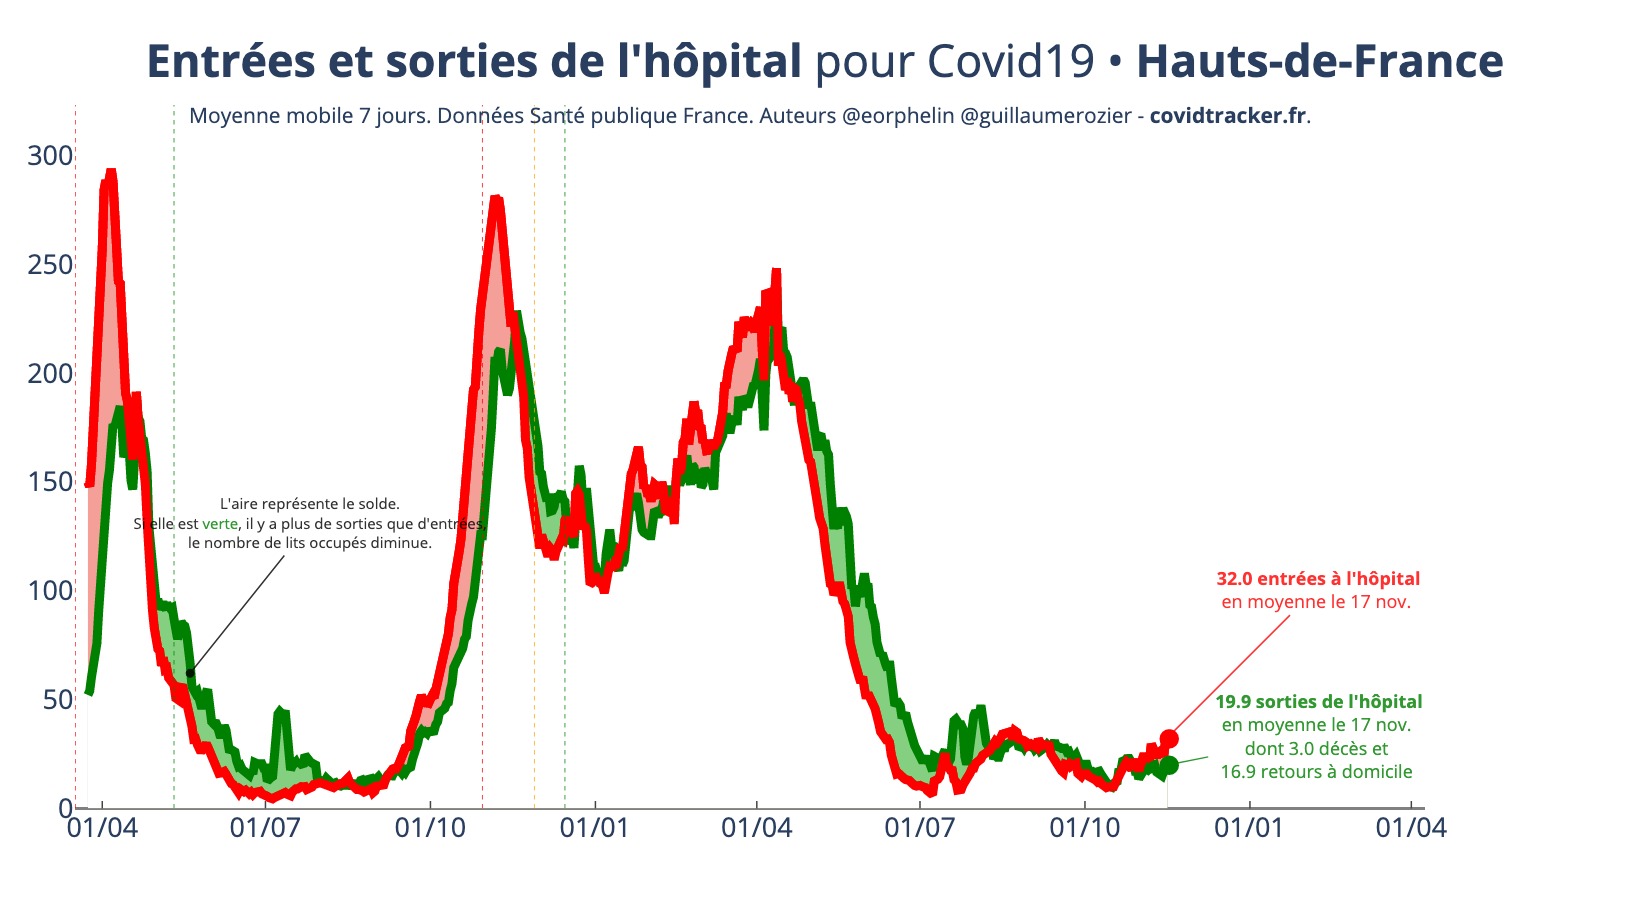 Entrées et sorties de l'hôpital pour Covid19 • Hauts-de-France
Moyenne mobile 7 jours. Données Santé publique France. Auteurs @eorphelin @guillaumerozier - covidtracker.fr.
300
250
200
150
100
50
0
L'aire représente le solde.
Si elle est verte, il y a plus de sorties que d'entrées,
le nombre de lits occupés diminue.
32.0 entrées à l'hôpital
en moyenne le 17 nov.
19.9 sorties de l'hôpital
en moyenne le 17 nov.
dont 3.0 décès et
16.9 retours à domicile
01/04 01/07 01/10 01/01 01/04 01/07 01/10 01/01 01/04